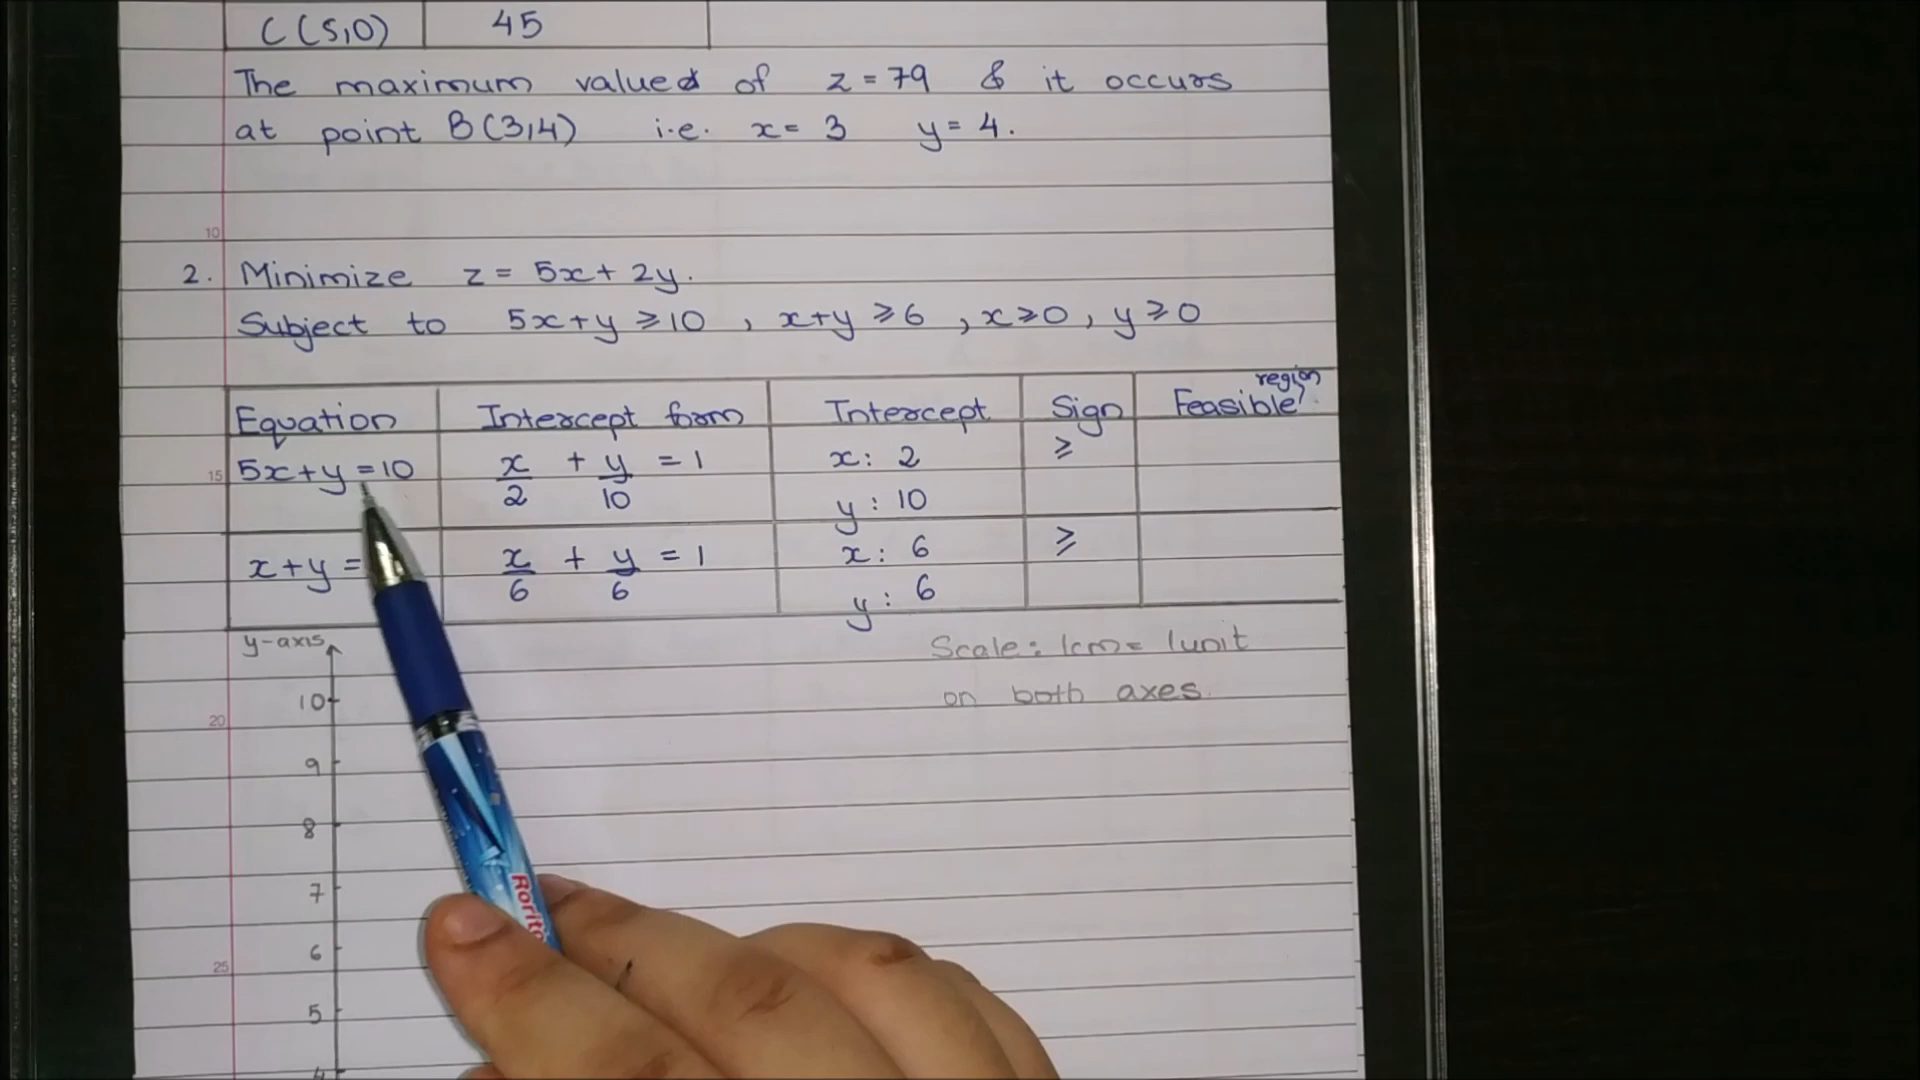 C(5,0) 45
The maximum value of z = 79 & it occurs
at point B(3,4) i.e. x = 3 y = 4.
10
2. Minimize z = 5x + 2y.
Subject to 5x+y ≥ 10 , x+y ≥ 6 , x ≥ 0 , y ≥ 0
Equation Intercept form Intercept Sign Feasible region
15 5x+y = 10 x/2 + y/10 = 1 x: 2 ≥
y: 10
x+y = x/6 + y/6 = 1 x: 6 ≥
y: 6
y-axis Scale: 1cm = 1unit
10 on both axes.
20
9
8
7
Rorito
6
25
5
4